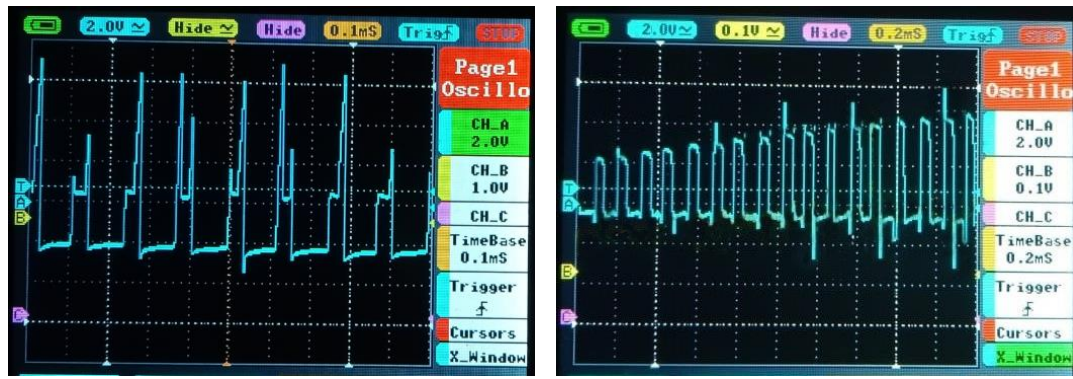 2.0V Hide Hide 0.1mS Trig STOP
Page1
Oscillo
CH_A
2.0V
CH_B
1.0V
CH_C
TimeBase
0.1mS
Trigger
Cursors
X_Window
T
A
B
C
2.0V 0.1V Hide 0.2mS Trig STOP
Page1
Oscillo
CH_A
2.0V
CH_B
0.1V
CH_C
TimeBase
0.2mS
Trigger
Cursors
X_Window
T
A
B
C